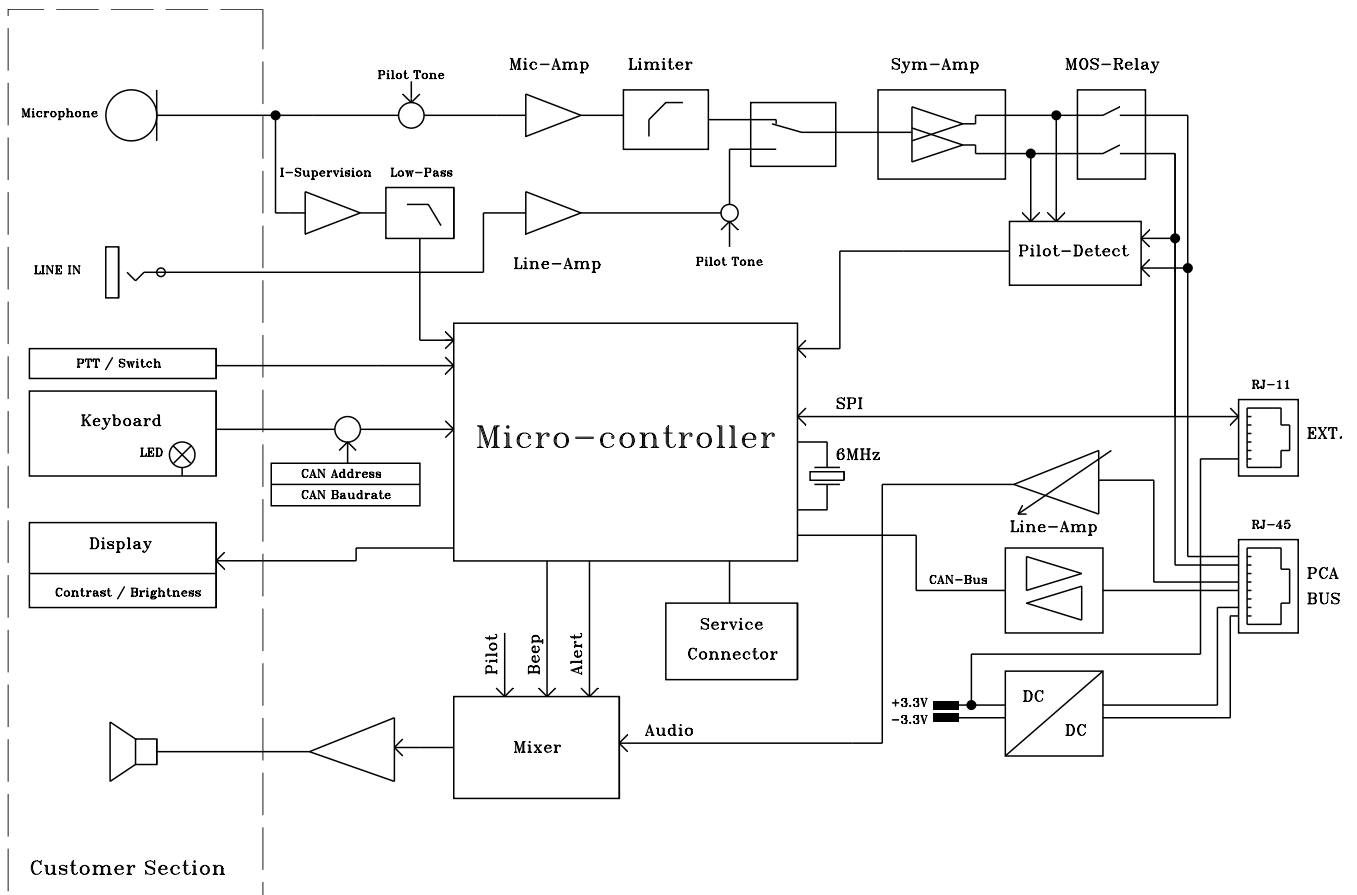 Pilot Tone
Mic-Amp
Limiter
Sym-Amp
MOS-Relay
Microphone
I-Supervision
Low-Pass
LINE IN
Line-Amp
Pilot Tone
Pilot-Detect
PTT / Switch
Keyboard
LED
CAN Address
CAN Baudrate
Micro-controller
SPI
6MHz
RJ-11
EXT.
Line-Amp
RJ-45
PCA
BUS
Display
Contrast / Brightness
CAN-Bus
Service
Connector
Pilot
Beep
Alert
+3.3V
-3.3V
DC
DC
Mixer
Audio
Customer Section